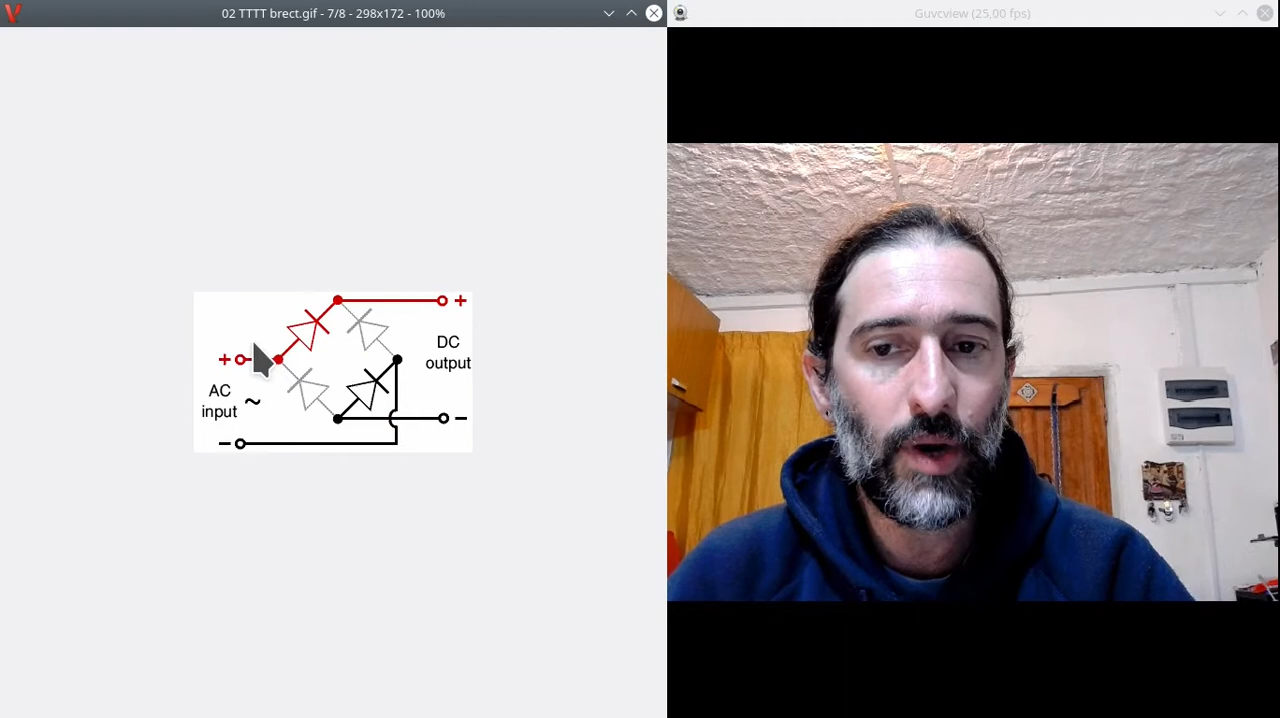 02 TTTT brect.gif - 7/8 - 298x172 - 100%
Guvcview (25,00 fps)
+
+
DC
output
AC
input
~
−
−